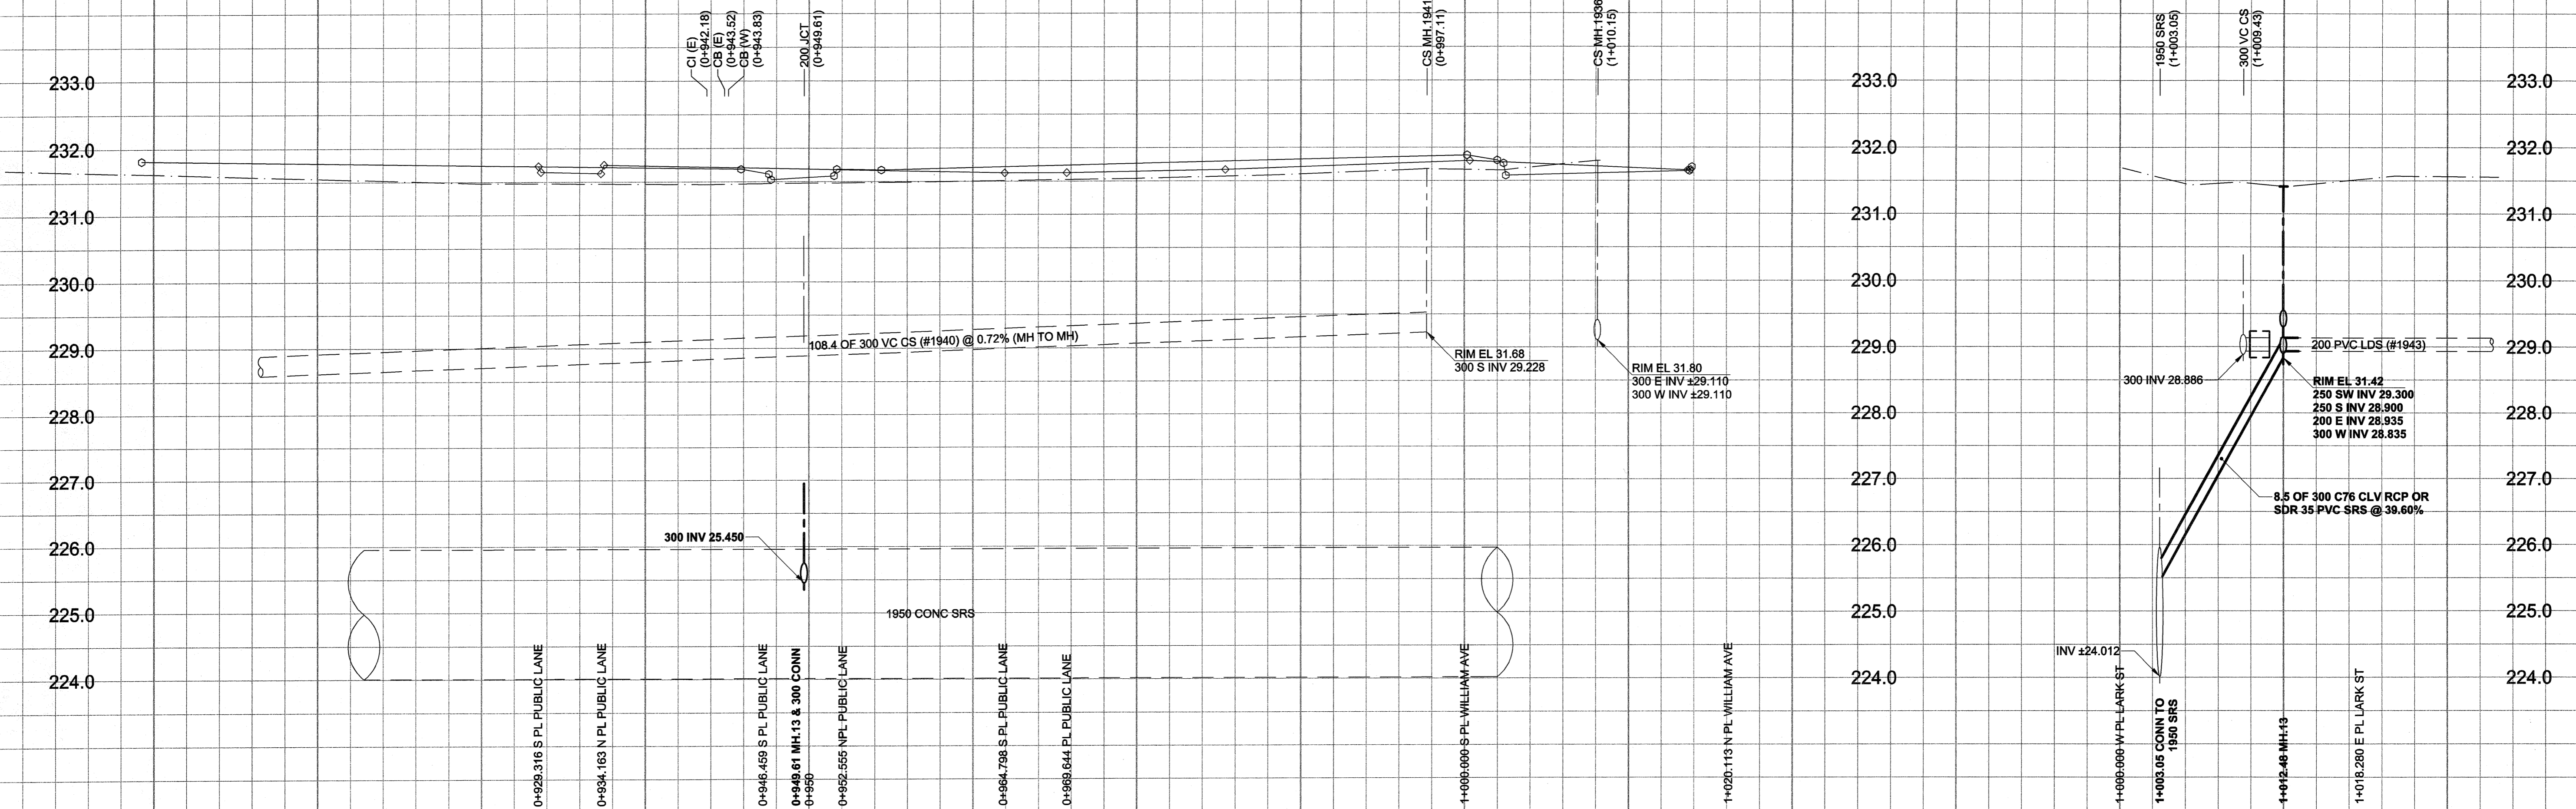 CI (E)
(0+942.18)
CB (E)
(0+943.52)
CB (W)
(0+943.83)
200 JCT
(0+949.61)
CS MH.1941
(0+997.11)
CS MH.1936
(1+010.15)
1950 SRS
(1+003.05)
300 VC CS
(1+009.43)
233.0
233.0
233.0
232.0
232.0
232.0
231.0
231.0
231.0
230.0
230.0
230.0
229.0
108.4 OF 300 VC CS (#1940) @ 0.72% (MH TO MH)
RIM EL 31.68
300 S INV 29.228
RIM EL 31.80
300 E INV ±29.110
300 W INV ±29.110
229.0
200 PVC LDS (#1943)
229.0
300 INV 28.886
RIM EL 31.42
250 SW INV 29.300
250 S INV 28.900
200 E INV 28.935
300 W INV 28.835
228.0
228.0
228.0
227.0
227.0
227.0
8.5 OF 300 C76 CLV RCP OR
SDR 35 PVC SRS @ 39.60%
226.0
300 INV 25.450
226.0
226.0
225.0
1950 CONC SRS
225.0
225.0
224.0
224.0
INV ±24.012
224.0
0+929.316 S PL PUBLIC LANE
0+934.163 N PL PUBLIC LANE
0+946.459 S PL PUBLIC LANE
0+949.61 MH.13 & 300 CONN
0+950
0+952.555 NPL PUBLIC LANE
0+964.798 S PL PUBLIC LANE
0+969.644 PL PUBLIC LANE
1+000.000 S PL WILLIAM AVE
1+020.113 N PL WILLIAM AVE
1+000.000 W PL LARK ST
1+003.05 CONN TO
1950 SRS
1+012.48 MH.13
1+018.280 E PL LARK ST